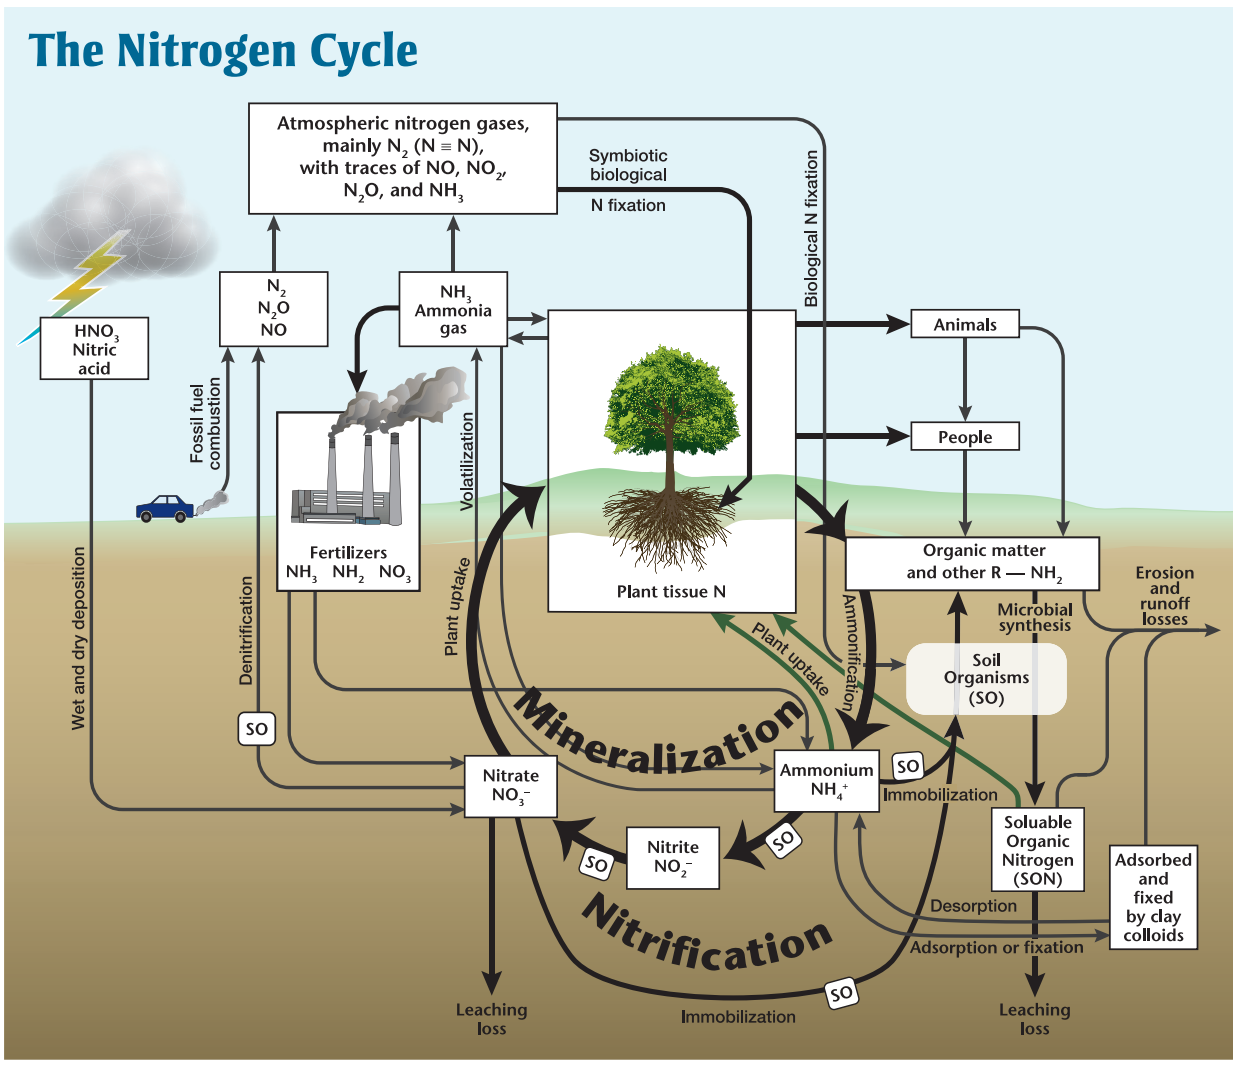 The Nitrogen Cycle
Atmospheric nitrogen gases,
mainly N₂ (N ≡ N),
with traces of NO, NO₂,
N₂O, and NH₃
Symbiotic
biological
N fixation
Biological N fixation
N₂
N₂O
NO
NH₃
Ammonia
gas
HNO₃
Nitric
acid
Animals
People
Fossil fuel
combustion
Volatilization
Fertilizers
NH₃ NH₂ NO₃
Plant tissue N
Organic matter
and other R — NH₂
Erosion
and
runoff
losses
Microbial
synthesis
Wet and dry deposition
Denitrification
Plant uptake
Plant uptake
Ammonification
Soil
Organisms
(SO)
SO
Mineralization
Nitrate
NO₃⁻
Ammonium
NH₄⁺
SO
Immobilization
Nitrite
NO₂⁻
SO
SO
Soluable
Organic
Nitrogen
(SON)
Adsorbed
and
fixed
by clay
colloids
Nitrification
Desorption
Adsorption or fixation
SO
Immobilization
Leaching
loss
Leaching
loss